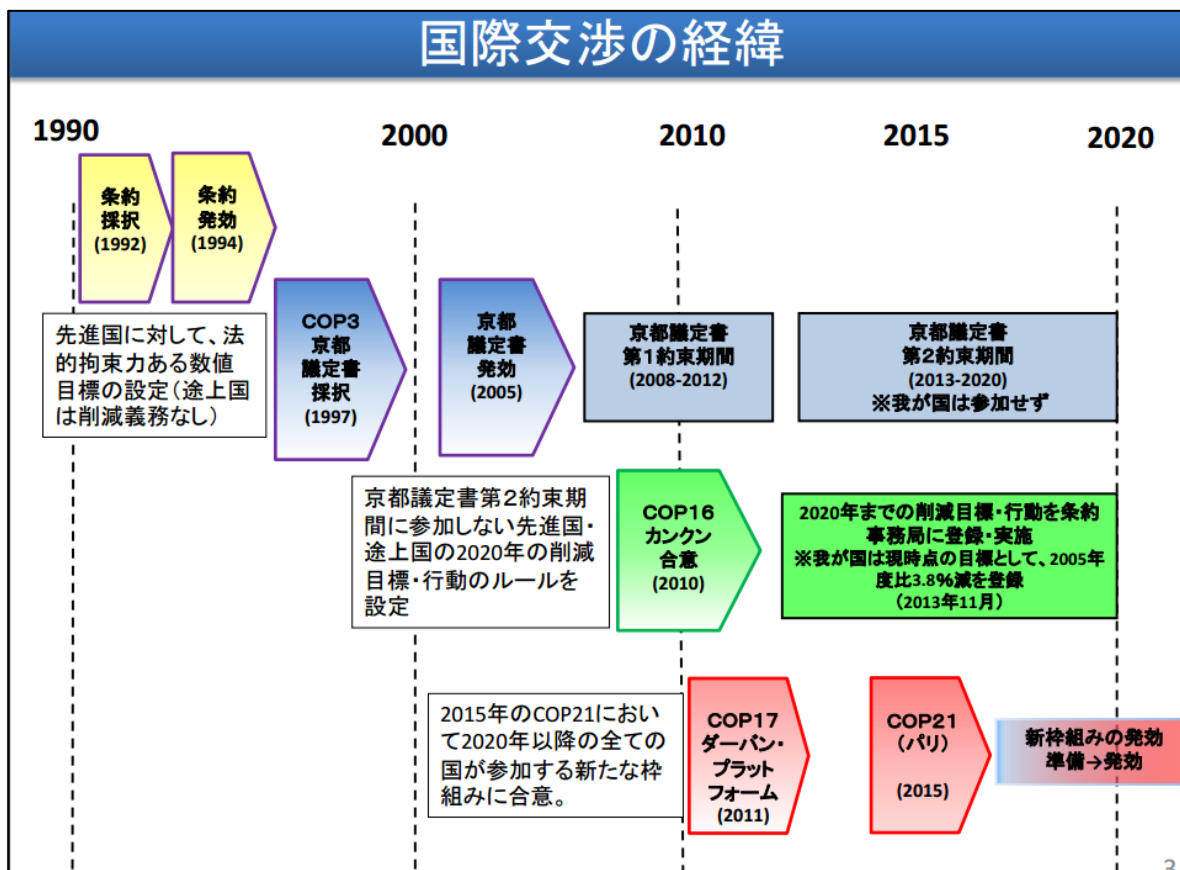 国際交渉の経緯
1990
2000
2010
2015
2020
条約
採択
(1992)
条約
発効
(1994)
先進国に対して、法
的拘束力ある数値
目標の設定(途上国
は削減義務なし)
COP3
京都
議定書
採択
(1997)
京都
議定書
発効
(2005)
京都議定書
第1約束期間
(2008-2012)
京都議定書
第2約束期間
(2013-2020)
※我が国は参加せず
京都議定書第2約束期
間に参加しない先進国・
途上国の2020年の削減
目標・行動のルールを
設定
COP16
カンクン
合意
(2010)
2020年までの削減目標・行動を条約
事務局に登録・実施
※我が国は現時点の目標として、2005年
度比3.8%減を登録
(2013年11月)
2015年のCOP21におい
て2020年以降の全ての
国が参加する新たな枠
組みに合意。
COP17
ダーバン・
プラット
フォーム
(2011)
COP21
(パリ)
(2015)
新枠組みの発効
準備→発効
3